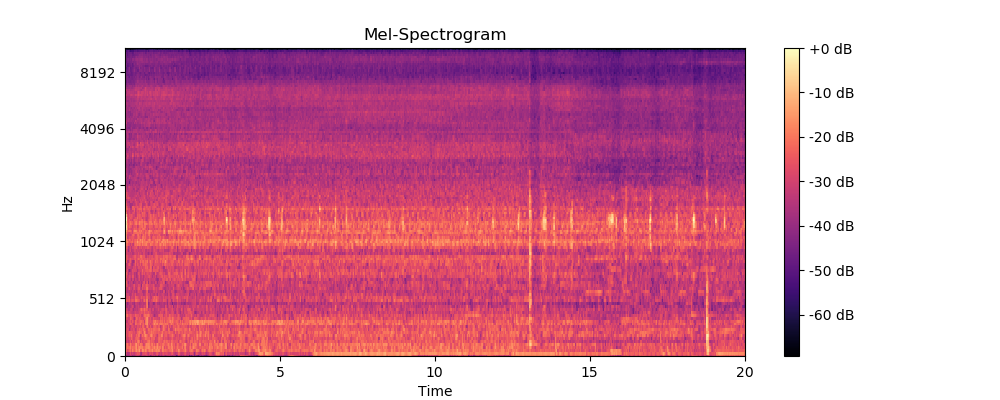 Mel-Spectrogram
Hz
8192
4096
2048
1024
512
0
0 5 10 15 20
Time
+0 dB
-10 dB
-20 dB
-30 dB
-40 dB
-50 dB
-60 dB